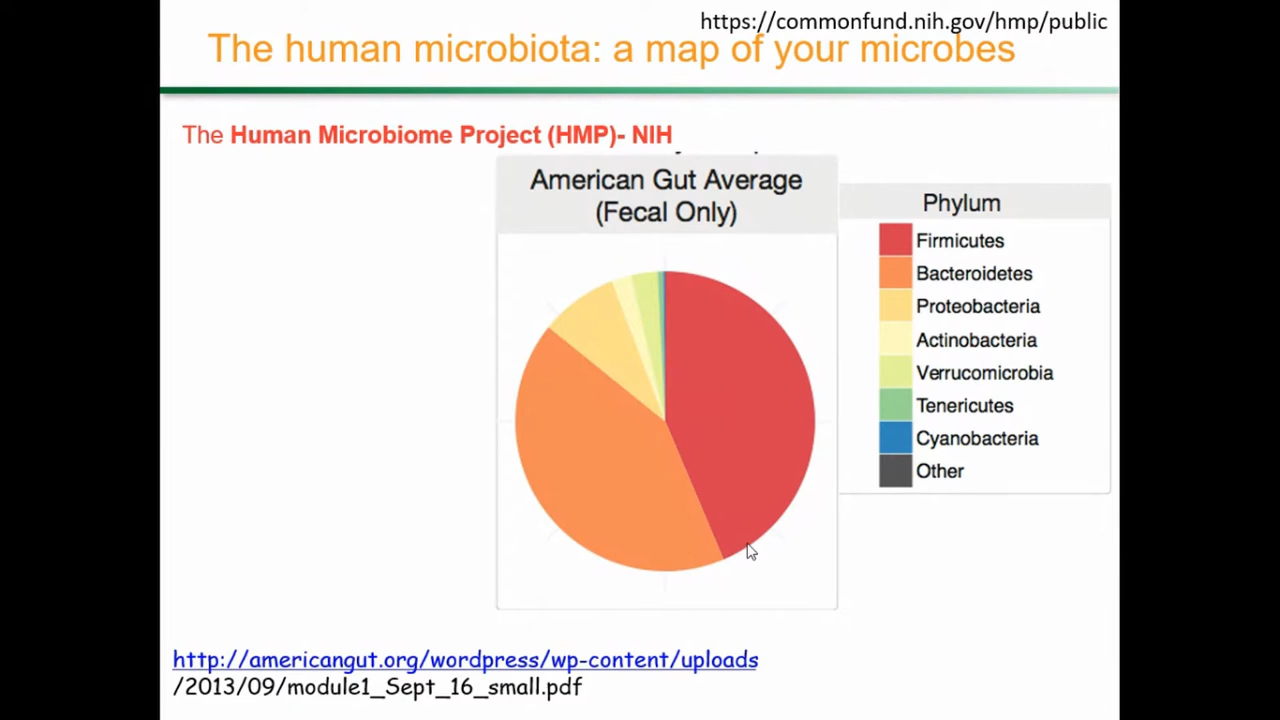 https://commonfund.nih.gov/hmp/public
The human microbiota: a map of your microbes
The Human Microbiome Project (HMP)- NIH
American Gut Average
(Fecal Only)
Phylum
Firmicutes
Bacteroidetes
Proteobacteria
Actinobacteria
Verrucomicrobia
Tenericutes
Cyanobacteria
Other
http://americangut.org/wordpress/wp-content/uploads
/2013/09/module1_Sept_16_small.pdf